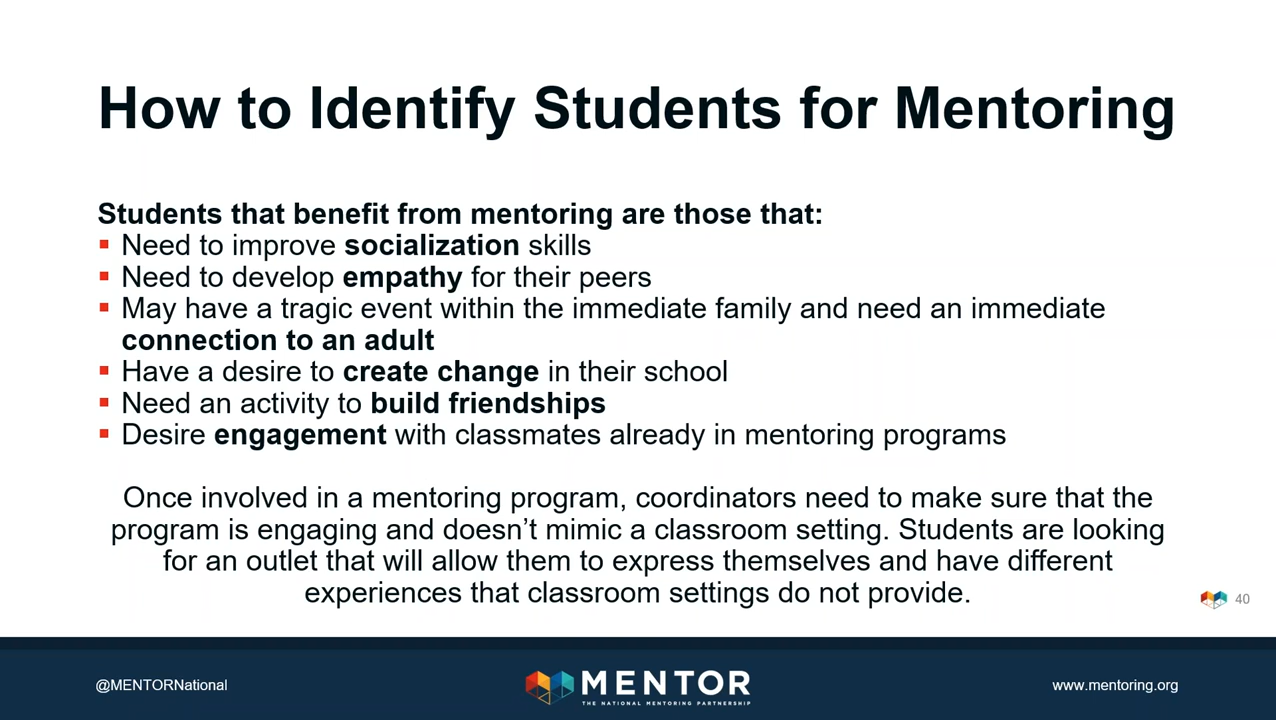 How to Identify Students for Mentoring
Students that benefit from mentoring are those that:
▪ Need to improve socialization skills
▪ Need to develop empathy for their peers
▪ May have a tragic event within the immediate family and need an immediate
connection to an adult
▪ Have a desire to create change in their school
▪ Need an activity to build friendships
▪ Desire engagement with classmates already in mentoring programs
Once involved in a mentoring program, coordinators need to make sure that the
program is engaging and doesn’t mimic a classroom setting. Students are looking
for an outlet that will allow them to express themselves and have different
experiences that classroom settings do not provide.
40
@MENTORNational
MENTOR
THE NATIONAL MENTORING PARTNERSHIP
www.mentoring.org